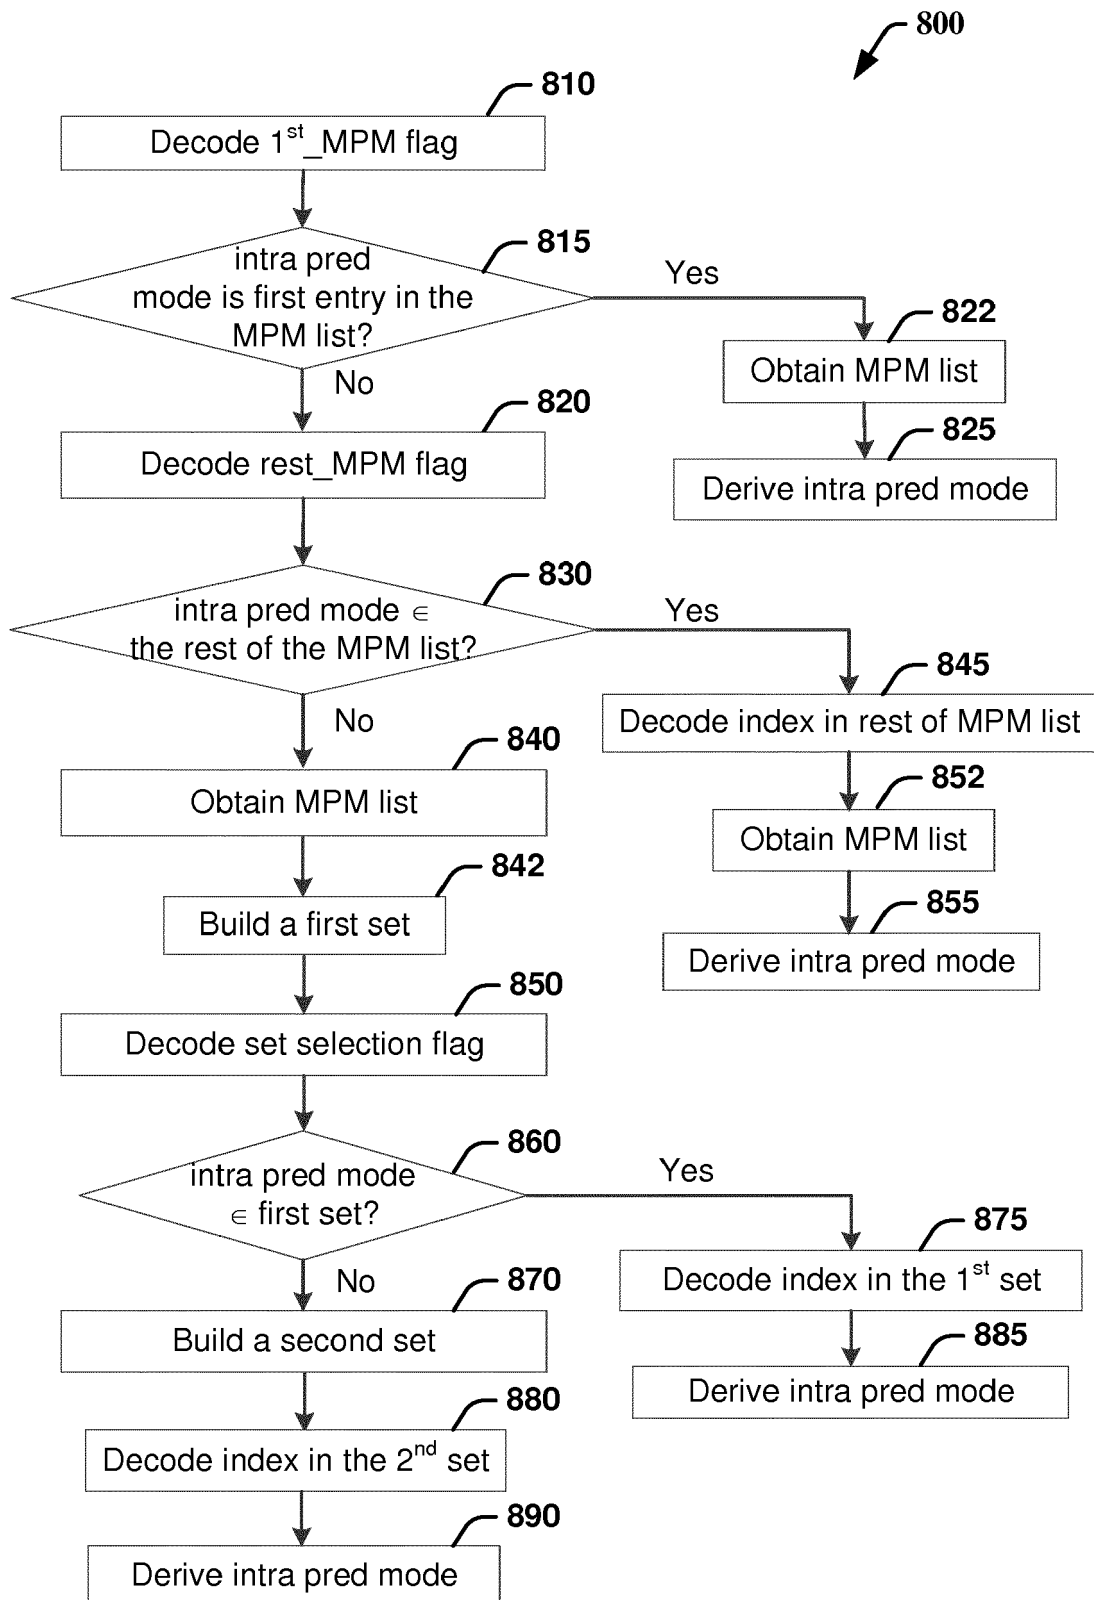 800
810
Decode 1st_MPM flag
815
intra pred
mode is first entry in the
MPM list?
Yes
822
Obtain MPM list
No
820
825
Decode rest_MPM flag
Derive intra pred mode
830
intra pred mode ∈
the rest of the MPM list?
Yes
845
Decode index in rest of MPM list
No
840
852
Obtain MPM list
Obtain MPM list
842
855
Build a first set
Derive intra pred mode
850
Decode set selection flag
860
intra pred mode
∈ first set?
Yes
875
Decode index in the 1st set
No
870
885
Build a second set
Derive intra pred mode
880
Decode index in the 2nd set
890
Derive intra pred mode